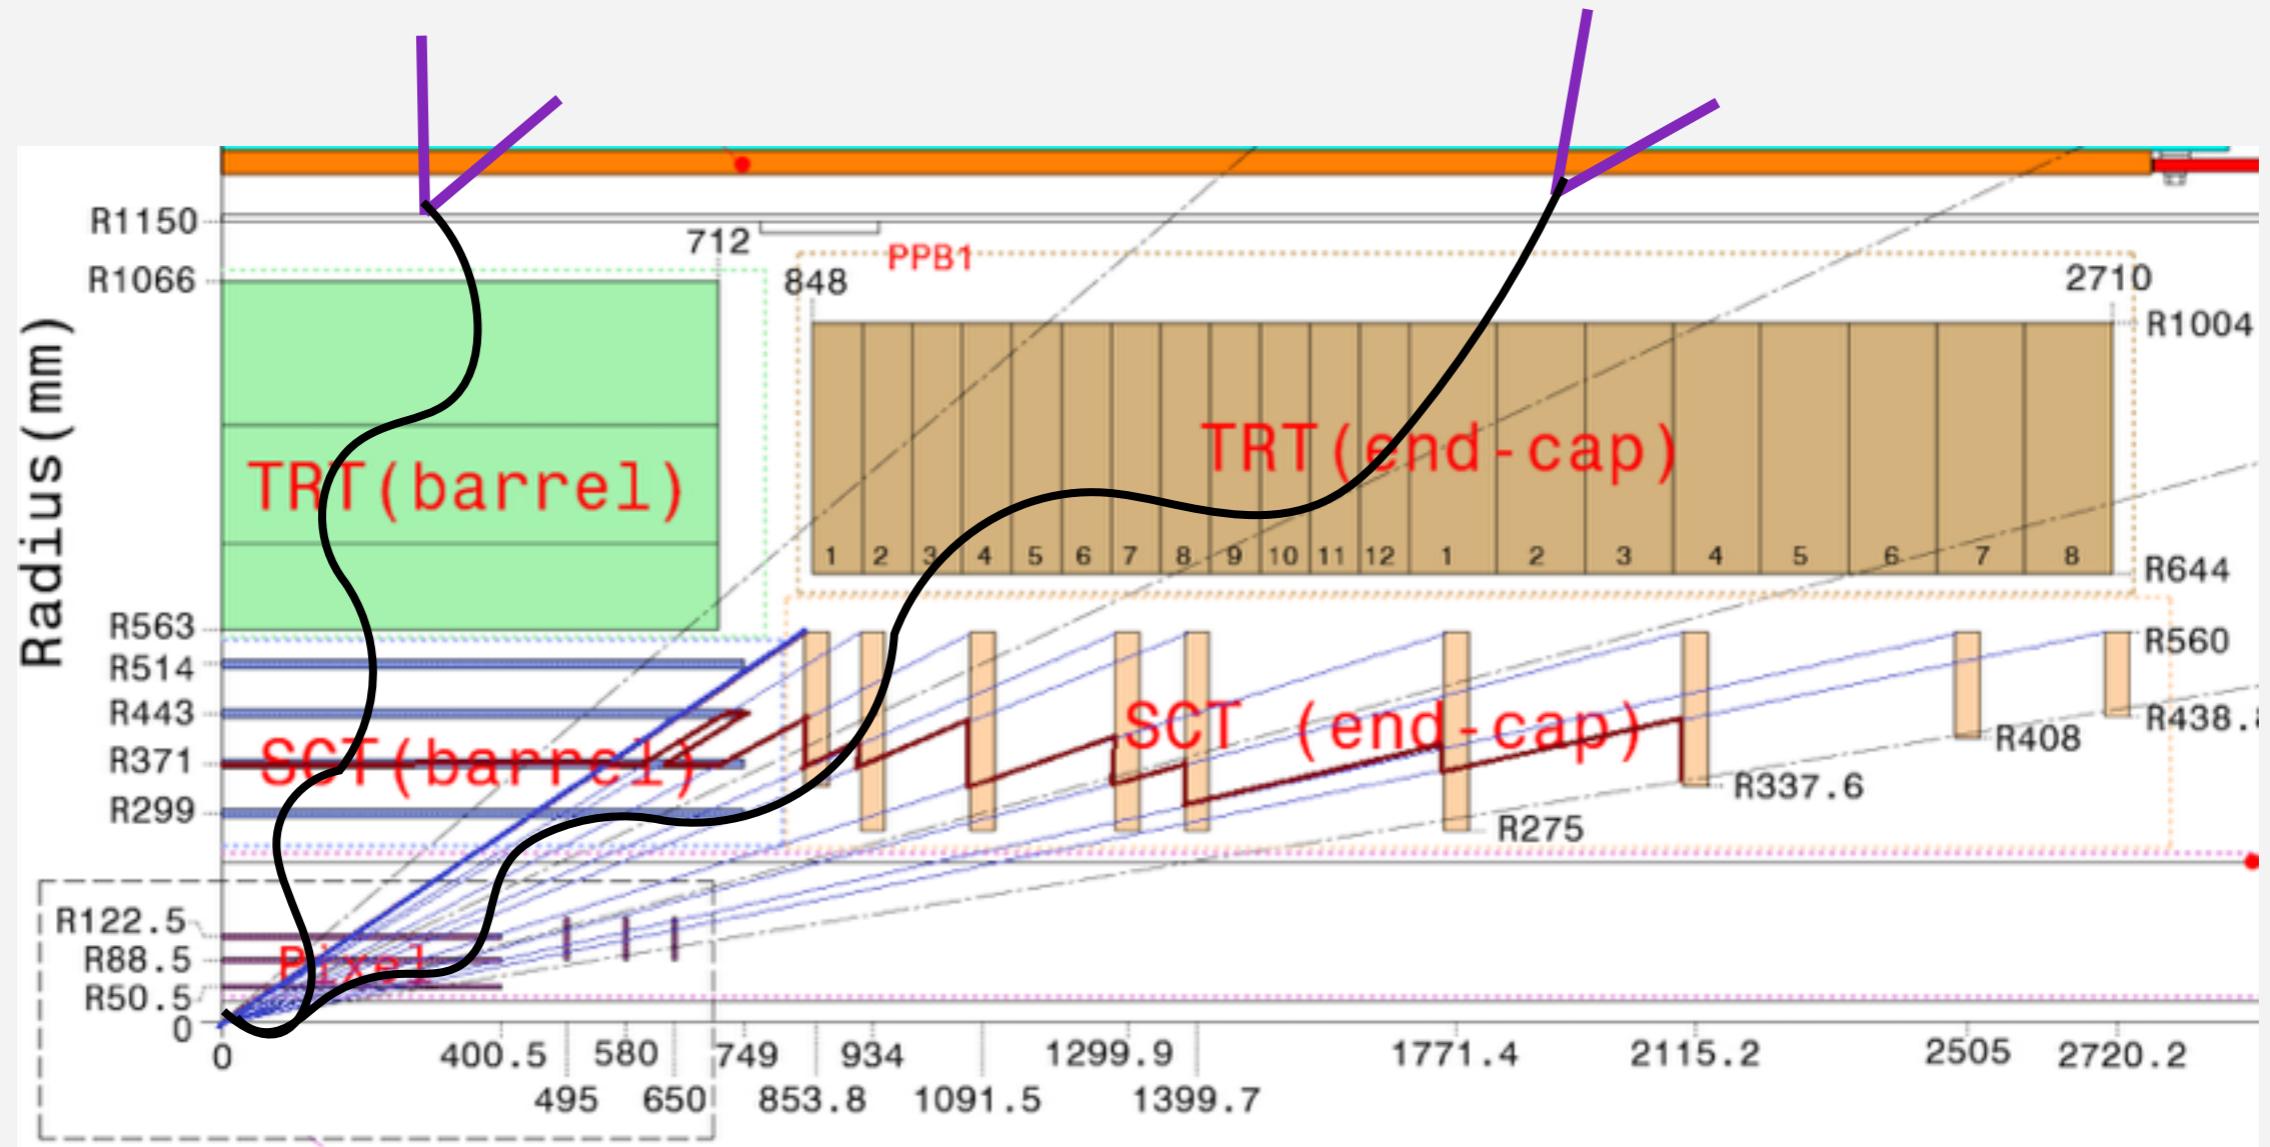 Radius(mm)
R1150
R1066
R563
R514
R443
R371
R299
R122.5
R88.5
R50.5
0
712
PPB1
848
2710
R1004
TRT(barrel)
TRT(end-cap)
1 2 3 4 5 6 7 8 9 10 11 12 1 2 3 4 5 6 7 8
R644
R560
SCT(barrel)
SCT (end-cap)
R438.8
R408
R337.6
R275
Pixel
0 400.5 580 749 934 1299.9 1771.4 2115.2 2505 2720.2
495 650 853.8 1091.5 1399.7